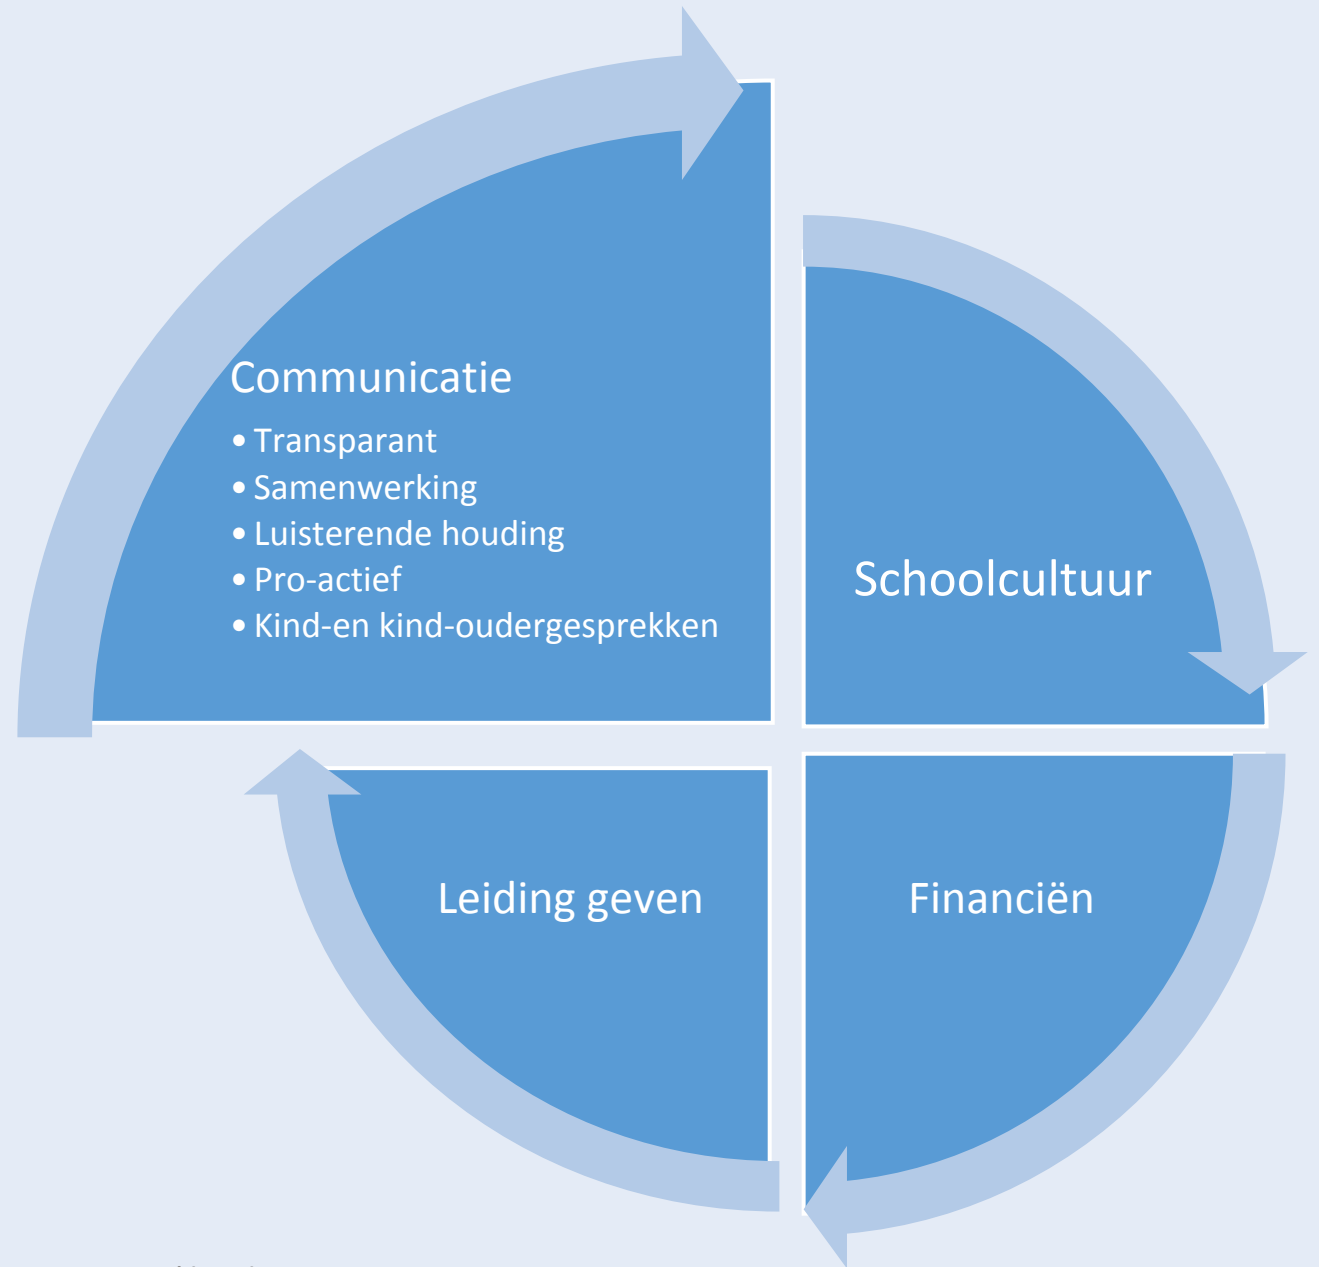 Communicatie
• Transparant
• Samenwerking
• Luisterende houding
• Pro-actief
• Kind-en kind-oudergesprekken
Schoolcultuur
Leiding geven
Financiën